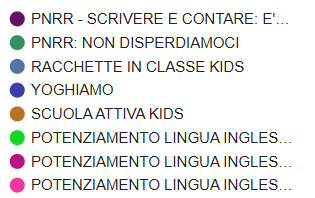 PNRR - SCRIVERE E CONTARE: E'...
PNRR: NON DISPERDIAMOCI
RACCHETTE IN CLASSE KIDS
YOGHIAMO
SCUOLA ATTIVA KIDS
POTENZIAMENTO LINGUA INGLES...
POTENZIAMENTO LINGUA INGLES...
POTENZIAMENTO LINGUA INGLES...